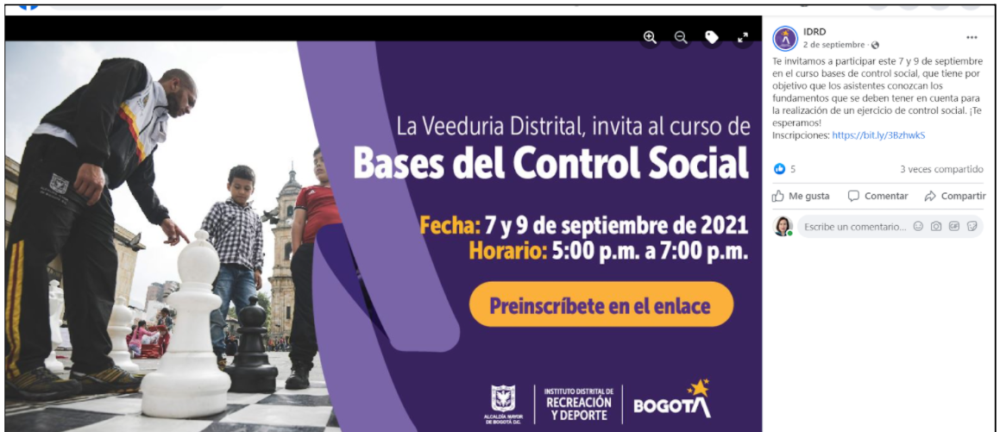 La Veeduria Distrital, invita al curso de
Bases del Control Social
Fecha: 7 y 9 de septiembre de 2021
Horario: 5:00 p.m. a 7:00 p.m.
Preinscríbete en el enlace
ALCALDÍA MAYOR
DE BOGOTÁ D.C.
INSTITUTO DISTRITAL DE
RECREACIÓN
Y DEPORTE
BOGOTÁ
IDRD
2 de septiembre ·
Te invitamos a participar este 7 y 9 de septiembre
en el curso bases de control social, que tiene por
objetivo que los asistentes conozcan los
fundamentos que se deben tener en cuenta para
la realización de un ejercicio de control social. ¡Te
esperamos!
Inscripciones: https://bit.ly/3BzhwkS
5
3 veces compartido
Me gusta
Comentar
Compartir
Escribe un comentario...
GIF